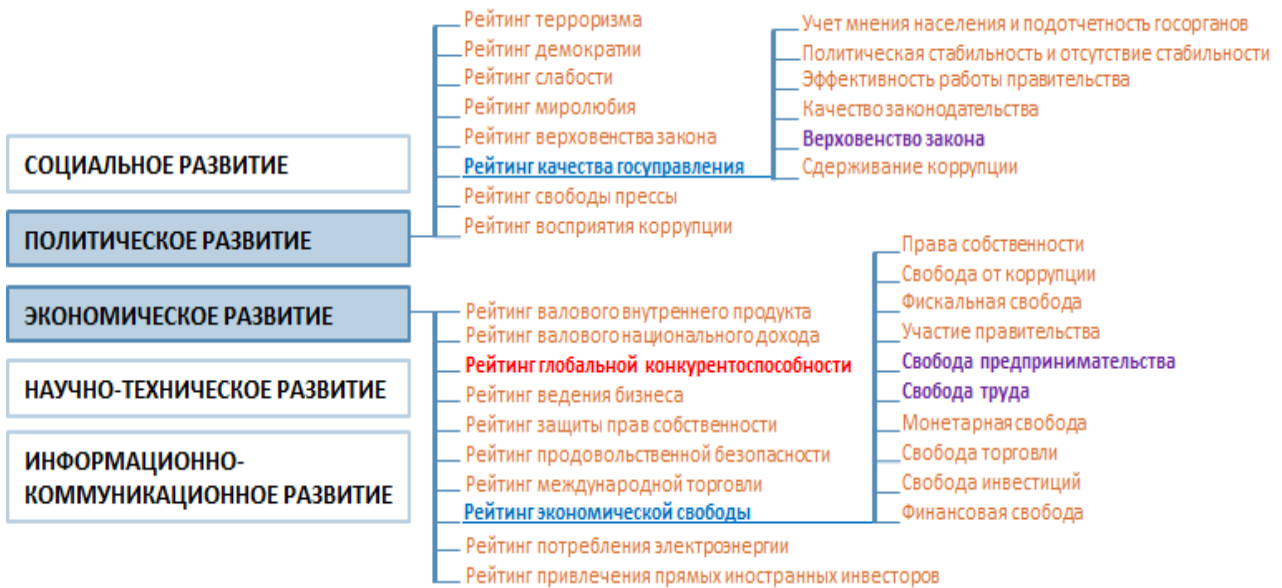 СОЦИАЛЬНОЕ РАЗВИТИЕ
ПОЛИТИЧЕСКОЕ РАЗВИТИЕ
ЭКОНОМИЧЕСКОЕ РАЗВИТИЕ
НАУЧНО-ТЕХНИЧЕСКОЕ РАЗВИТИЕ
ИНФОРМАЦИОННО-
КОММУНИКАЦИОННОЕ РАЗВИТИЕ
Рейтинг терроризма
Рейтинг демократии
Рейтинг слабости
Рейтинг миролюбия
Рейтинг верховенства закона
Рейтинг качества госуправления
Рейтинг свободы прессы
Рейтинг восприятия коррупции
Учет мнения населения и подотчетность госорганов
Политическая стабильность и отсутствие стабильности
Эффективность работы правительства
Качество законодательства
Верховенство закона
Сдерживание коррупции
Рейтинг валового внутреннего продукта
Рейтинг валового национального дохода
Рейтинг глобальной конкурентоспособности
Рейтинг ведения бизнеса
Рейтинг защиты прав собственности
Рейтинг продовольственной безопасности
Рейтинг международной торговли
Рейтинг экономической свободы
Рейтинг потребления электроэнергии
Рейтинг привлечения прямых иностранных инвесторов
Права собственности
Свобода от коррупции
Фискальная свобода
Участие правительства
Свобода предпринимательства
Свобода труда
Монетарная свобода
Свобода торговли
Свобода инвестиций
Финансовая свобода